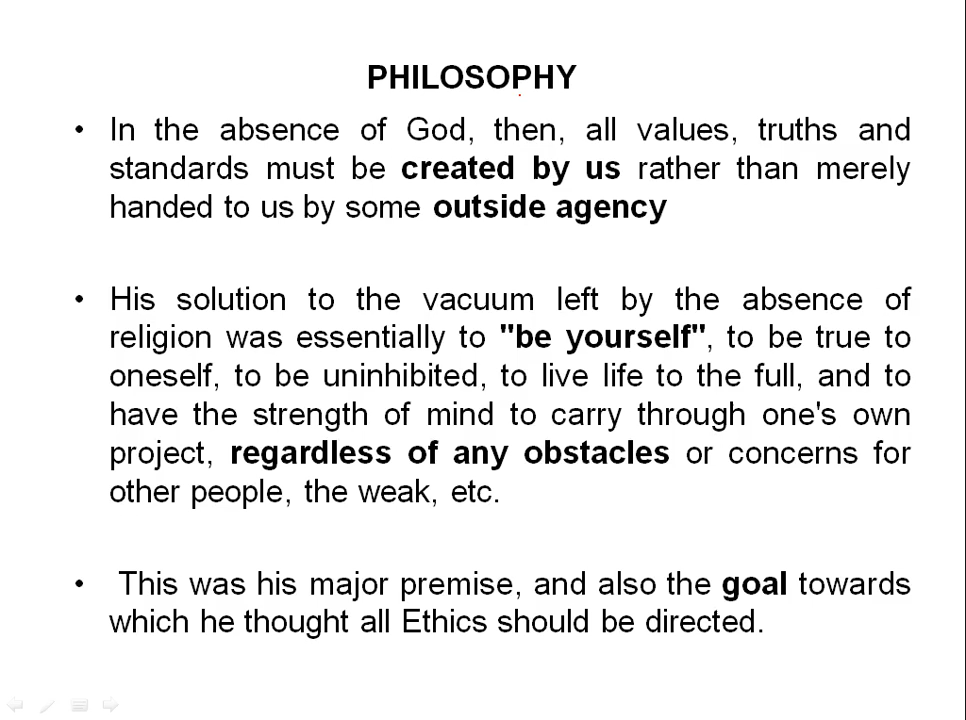 PHILOSOPHY
• In the absence of God, then, all values, truths and
standards must be created by us rather than merely
handed to us by some outside agency
• His solution to the vacuum left by the absence of
religion was essentially to "be yourself", to be true to
oneself, to be uninhibited, to live life to the full, and to
have the strength of mind to carry through one's own
project, regardless of any obstacles or concerns for
other people, the weak, etc.
• This was his major premise, and also the goal towards
which he thought all Ethics should be directed.